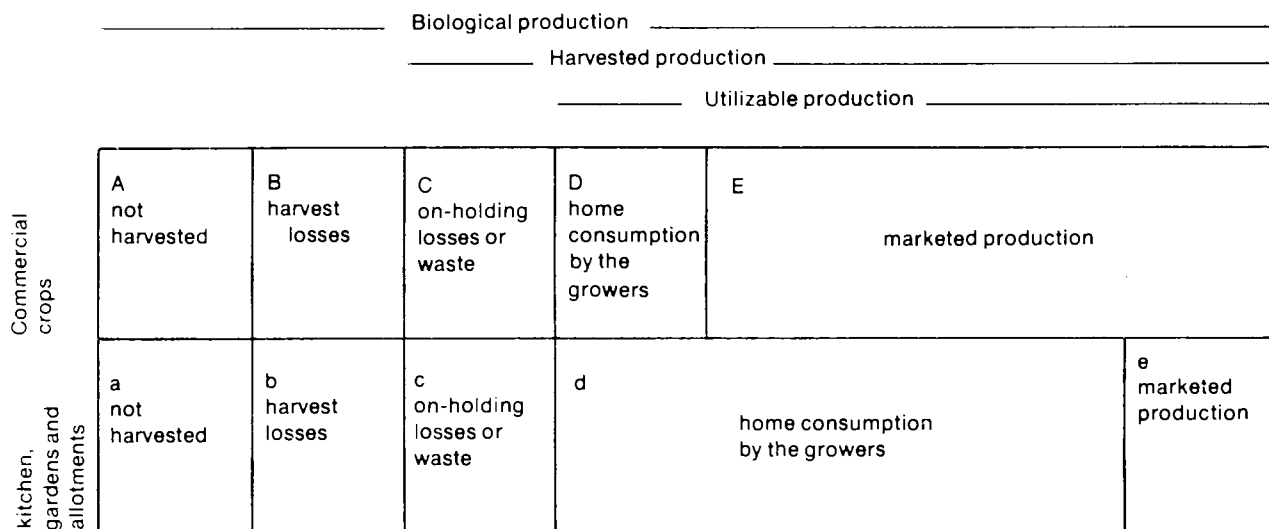 Biological production
Harvested production
Utilizable production
Commercial
crops
A
not
harvested
B
harvest
losses
C
on-holding
losses or
waste
D
home
consumption
by the
growers
E
marketed production
kitchen,
gardens and
allotments
a
not
harvested
b
harvest
losses
c
on-holding
losses or
waste
d
home consumption
by the growers
e
marketed
production